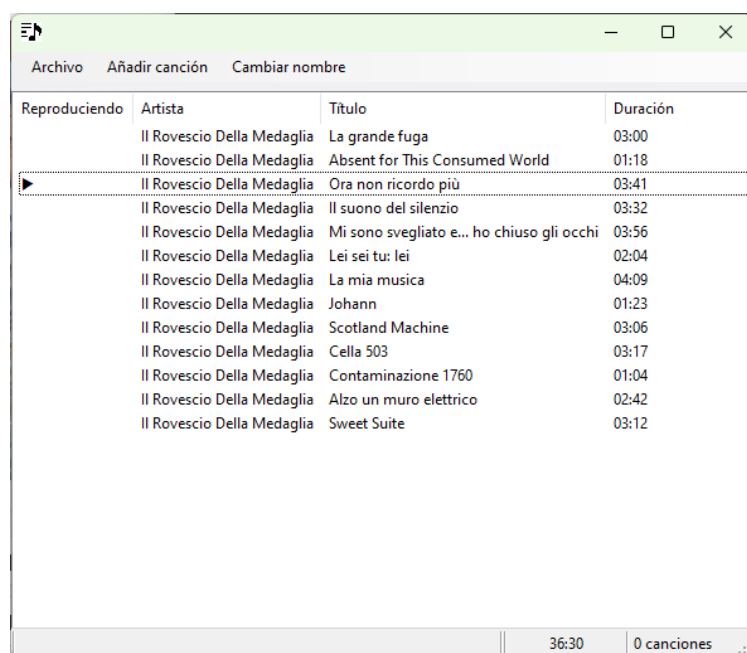 Archivo Añadir canción Cambiar nombre
Reproduciendo Artista Título Duración
Il Rovescio Della Medaglia La grande fuga 03:00
Il Rovescio Della Medaglia Absent for This Consumed World 01:18
Il Rovescio Della Medaglia Ora non ricordo più 03:41
Il Rovescio Della Medaglia Il suono del silenzio 03:32
Il Rovescio Della Medaglia Mi sono svegliato e... ho chiuso gli occhi 03:56
Il Rovescio Della Medaglia Lei sei tu: lei 02:04
Il Rovescio Della Medaglia La mia musica 04:09
Il Rovescio Della Medaglia Johann 01:23
Il Rovescio Della Medaglia Scotland Machine 03:06
Il Rovescio Della Medaglia Cella 503 03:17
Il Rovescio Della Medaglia Contaminazione 1760 01:04
Il Rovescio Della Medaglia Alzo un muro elettrico 02:42
Il Rovescio Della Medaglia Sweet Suite 03:12
36:30 0 canciones